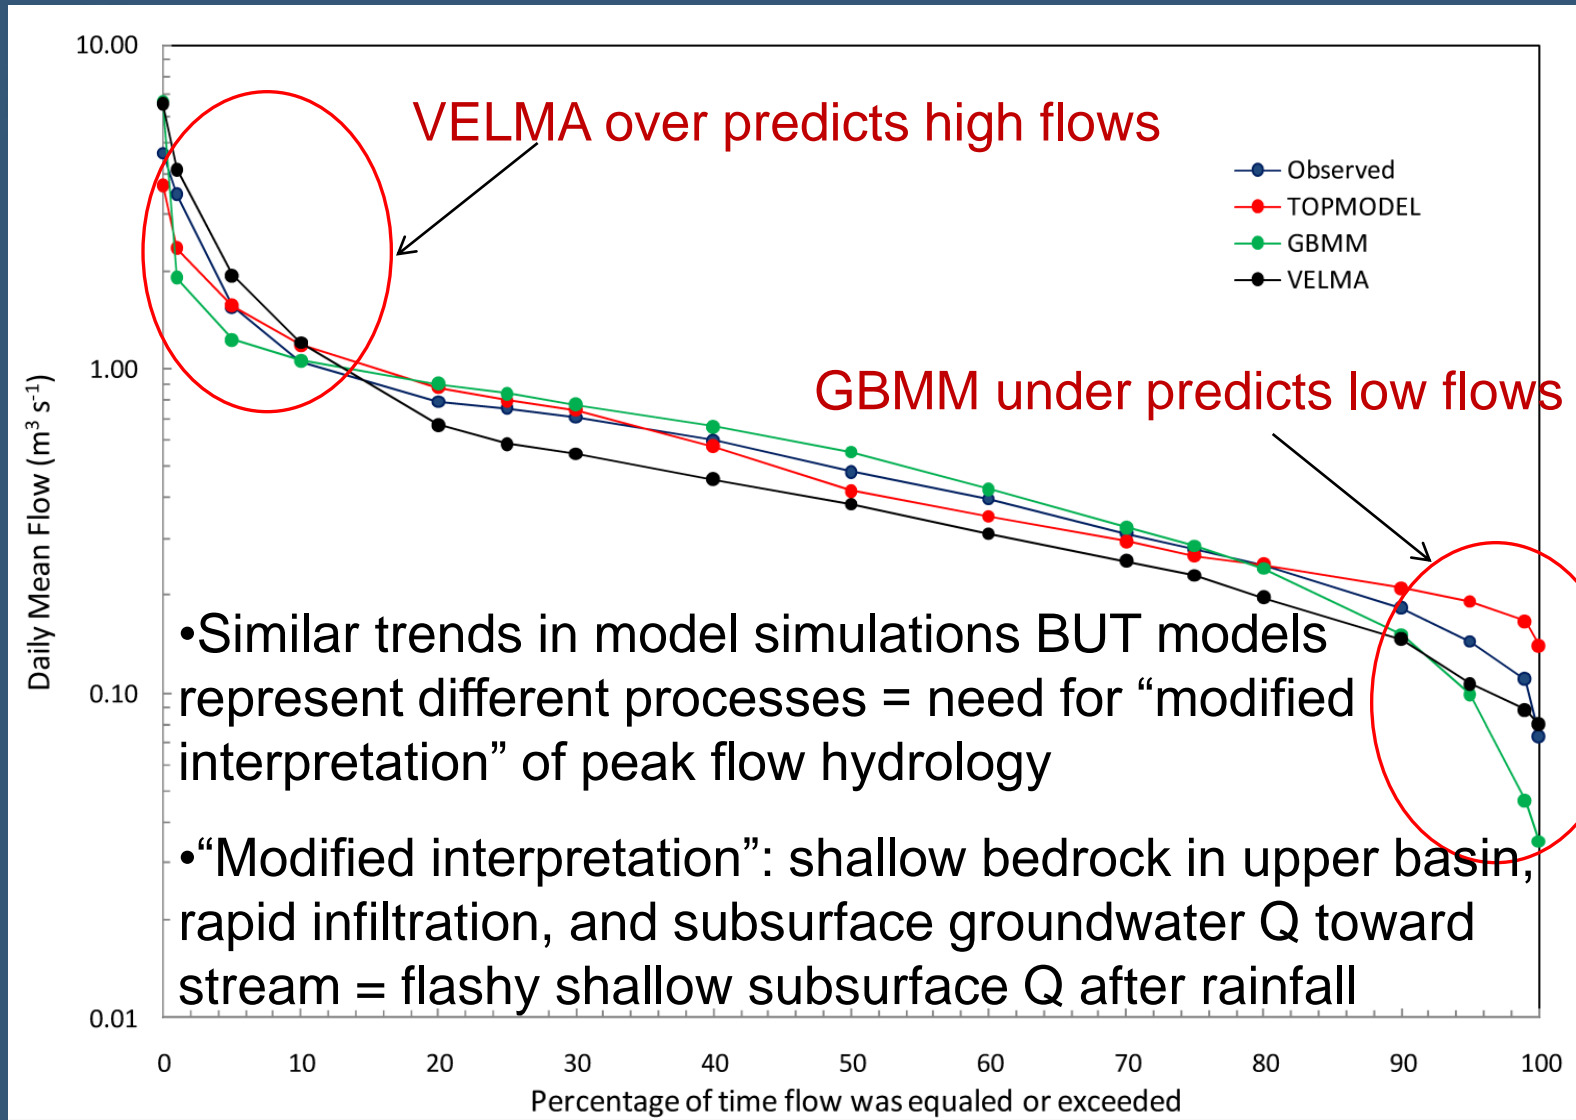 10.00
VELMA over predicts high flows
Observed
TOPMODEL
GBMM
VELMA
1.00
GBMM under predicts low flows
Daily Mean Flow (m³ s⁻¹)
•Similar trends in model simulations BUT models
represent different processes = need for “modified
interpretation” of peak flow hydrology
0.10
•“Modified interpretation”: shallow bedrock in upper basin,
rapid infiltration, and subsurface groundwater Q toward
stream = flashy shallow subsurface Q after rainfall
0.01
0 10 20 30 40 50 60 70 80 90 100
Percentage of time flow was equaled or exceeded